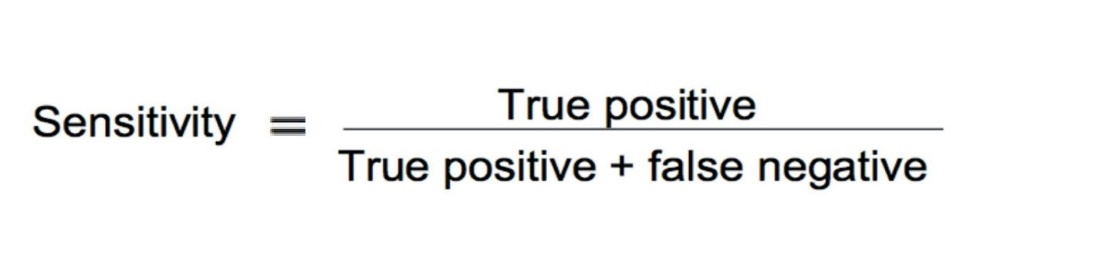 True positive
Sensitivity =
True positive + false negative